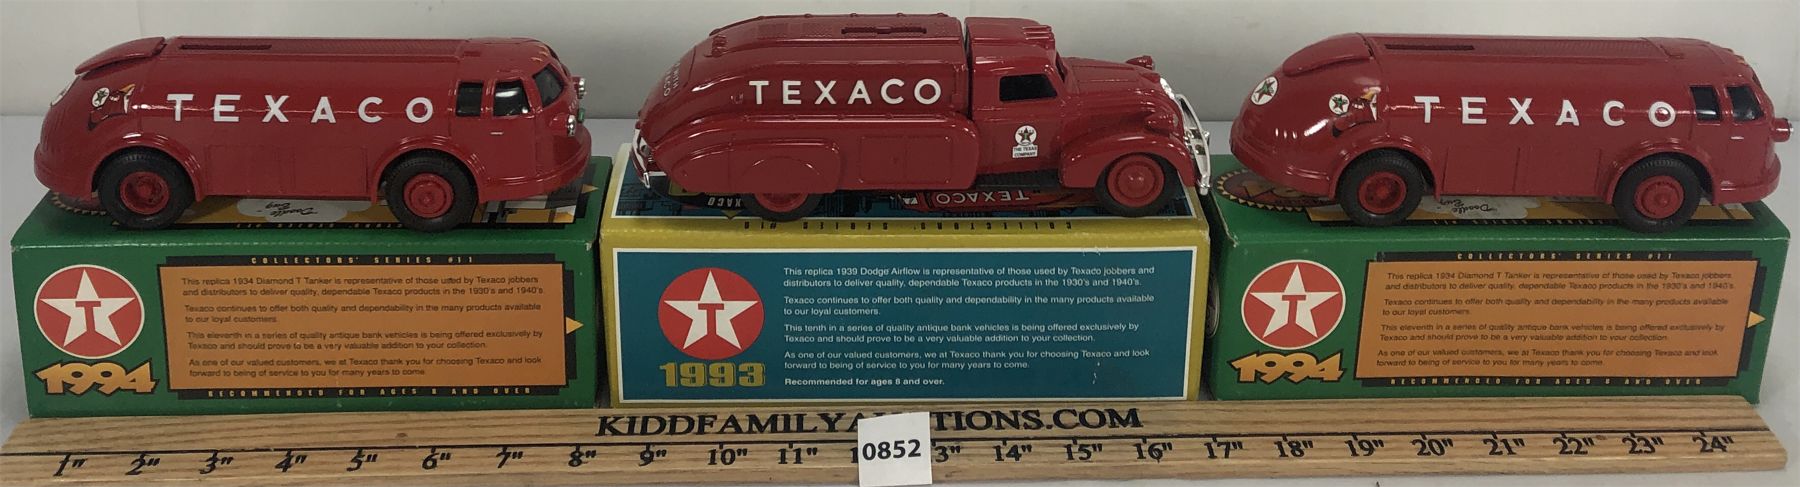 TEXACO
TEXACO
THE TEXAS
COMPANY
TEXACO
COLLECTORS' SERIES #11
T
1994
This replica 1934 Diamond T Tanker is representative of those used by Texaco jobbers
and distributors to deliver quality, dependable Texaco products in the 1930's and 1940's.
Texaco continues to offer both quality and dependability in the many products available
to our loyal customers.
This eleventh in a series of quality antique bank vehicles is being offered exclusively by
Texaco and should prove to be a very valuable addition to your collection.
As one of our valued customers, we at Texaco thank you for choosing Texaco and look
forward to being of service to you for many years to come.
RECOMMENDED FOR AGES 8 AND OVER
TEXACO
TEXACO
COLLECTORS' SERIES #10
T
1993
This replica 1939 Dodge Airflow is representative of those used by Texaco jobbers and
distributors to deliver quality, dependable Texaco products in the 1930's and 1940's.
Texaco continues to offer both quality and dependability in the many products available
to our loyal customers.
This tenth in a series of quality antique bank vehicles is being offered exclusively by
Texaco and should prove to be a very valuable addition to your collection.
As one of our valued customers, we at Texaco thank you for choosing Texaco and look
forward to being of service to you for many years to come.
Recommended for ages 8 and over.
COLLECTORS' SERIES #11
T
1994
This replica 1934 Diamond T Tanker is representative of those used by Texaco jobbers
and distributors to deliver quality, dependable Texaco products in the 1930's and 1940's.
Texaco continues to offer both quality and dependability in the many products available
to our loyal customers.
This eleventh in a series of quality antique bank vehicles is being offered exclusively by
Texaco and should prove to be a very valuable addition to your collection.
As one of our valued customers, we at Texaco thank you for choosing Texaco and look
forward to being of service to you for many years to come.
RECOMMENDED FOR AGES 8 AND OVER
KIDDFAMILYA CTIONS.COM
0852
1" 2" 3" 4" 5" 6" 7" 8" 9" 10" 11" 1 3" 14" 15" 16" 17" 18" 19" 20" 21" 22" 23" 24"